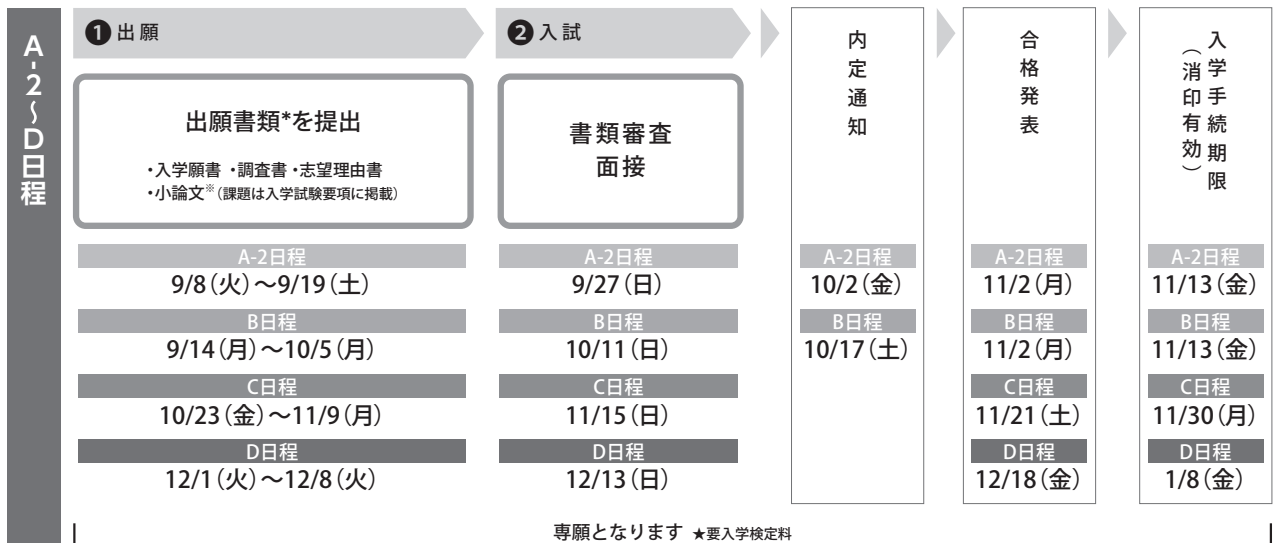 A-2～D日程
❶出願
❷入試
出願書類*を提出
・入学願書 ・調査書 ・志望理由書
・小論文※(課題は入学試験要項に掲載)
書類審査
面接
内定通知
合格発表
入学手続期限
(消印有効)
A-2日程
9/8(火)～9/19(土)
B日程
9/14(月)～10/5(月)
C日程
10/23(金)～11/9(月)
D日程
12/1(火)～12/8(火)
A-2日程
9/27(日)
B日程
10/11(日)
C日程
11/15(日)
D日程
12/13(日)
A-2日程
10/2(金)
B日程
10/17(土)
A-2日程
11/2(月)
B日程
11/2(月)
C日程
11/21(土)
D日程
12/18(金)
A-2日程
11/13(金)
B日程
11/13(金)
C日程
11/30(月)
D日程
1/8(金)
専願となります ★要入学検定料